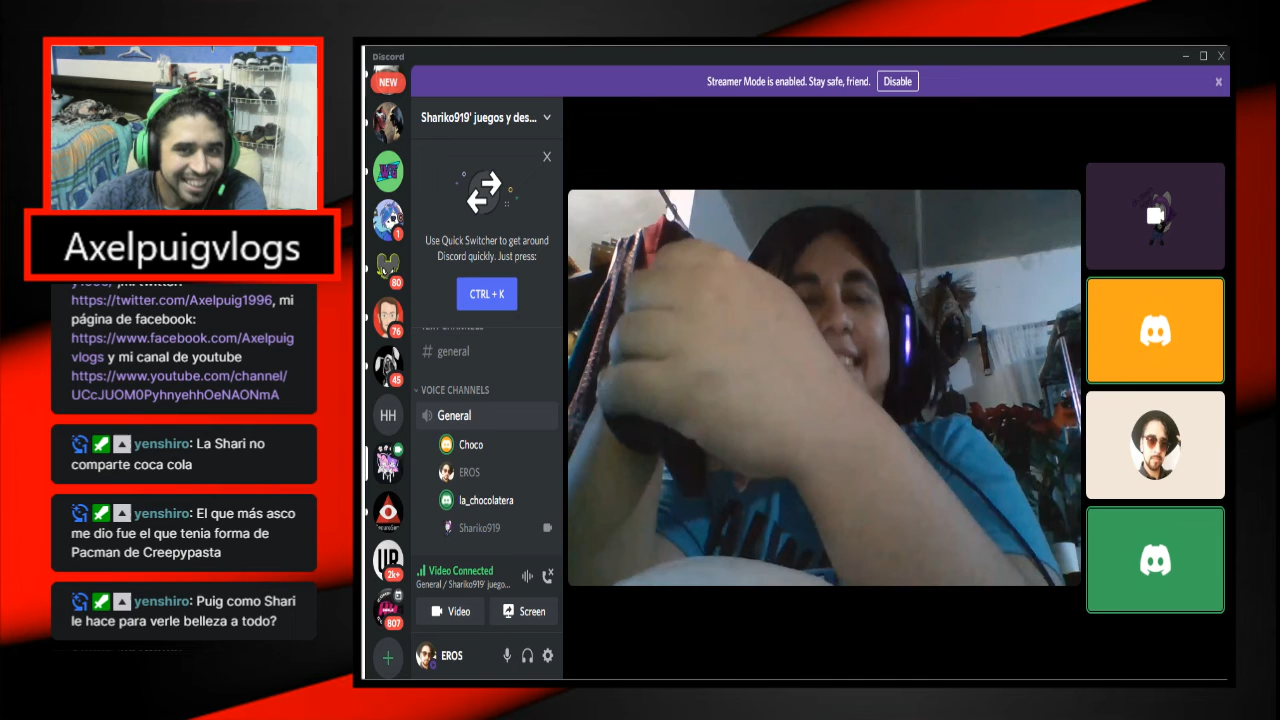 Axelpuigvlogs
https://twitter.com/Axelpuig1996, mi
página de facebook:
https://www.facebook.com/Axelpuig
vlogs y mi canal de youtube
https://www.youtube.com/channel/
UCcJUOM0PyhnyehhOeNAONmA
yenshiro: La Shari no
comparte coca cola
yenshiro: El que más asco
me dio fue el que tenia forma de
Pacman de Creepypasta
yenshiro: Puig como Shari
le hace para verle belleza a todo?
Discord
NEW
Streamer Mode is enabled. Stay safe, friend.
Disable
Shariko919' juegos y des...
Use Quick Switcher to get around
Discord quickly. Just press:
CTRL + K
TEXT CHANNELS
# general
VOICE CHANNELS
General
Choco
EROS
la_chocolatera
Shariko919
Video Connected
General / Shariko919' juego...
Video
Screen
EROS
1
80
76
45
HH
UR
2k+
807